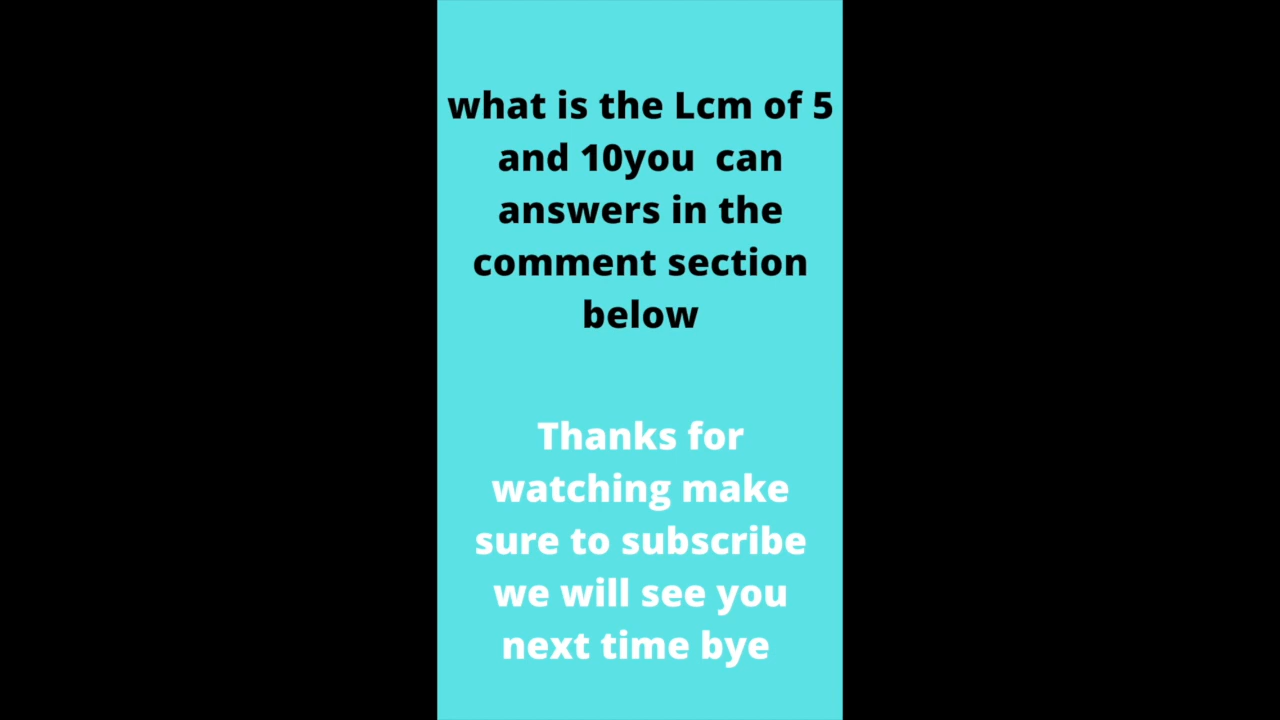 what is the Lcm of 5
and 10you  can
answers in the
comment section
below
Thanks for
watching make
sure to subscribe
we will see you
next time bye